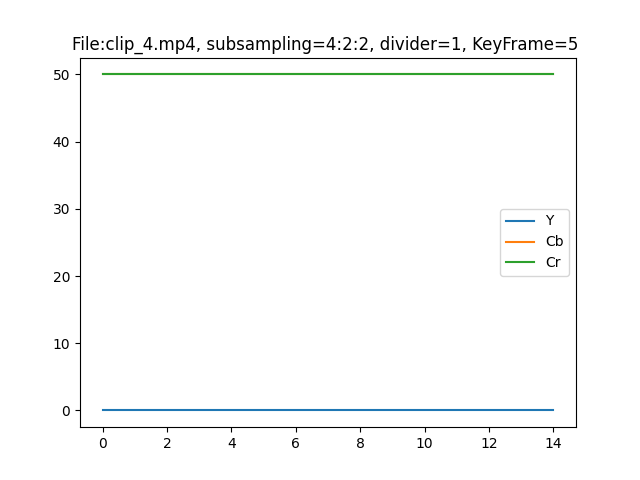 File:clip_4.mp4, subsampling=4:2:2, divider=1, KeyFrame=5
50
40
30
20
10
0
Y
Cb
Cr
0 2 4 6 8 10 12 14